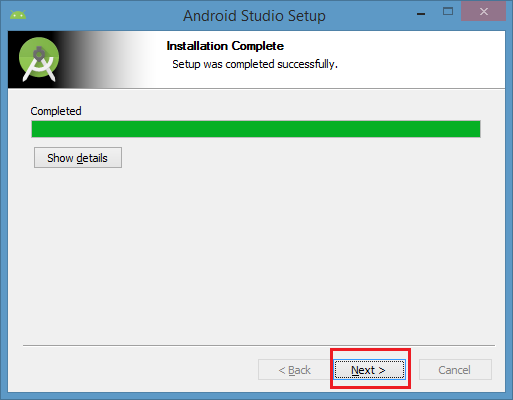 Android Studio Setup
Installation Complete
Setup was completed successfully.
Completed
Show details
< Back
Next >
Cancel